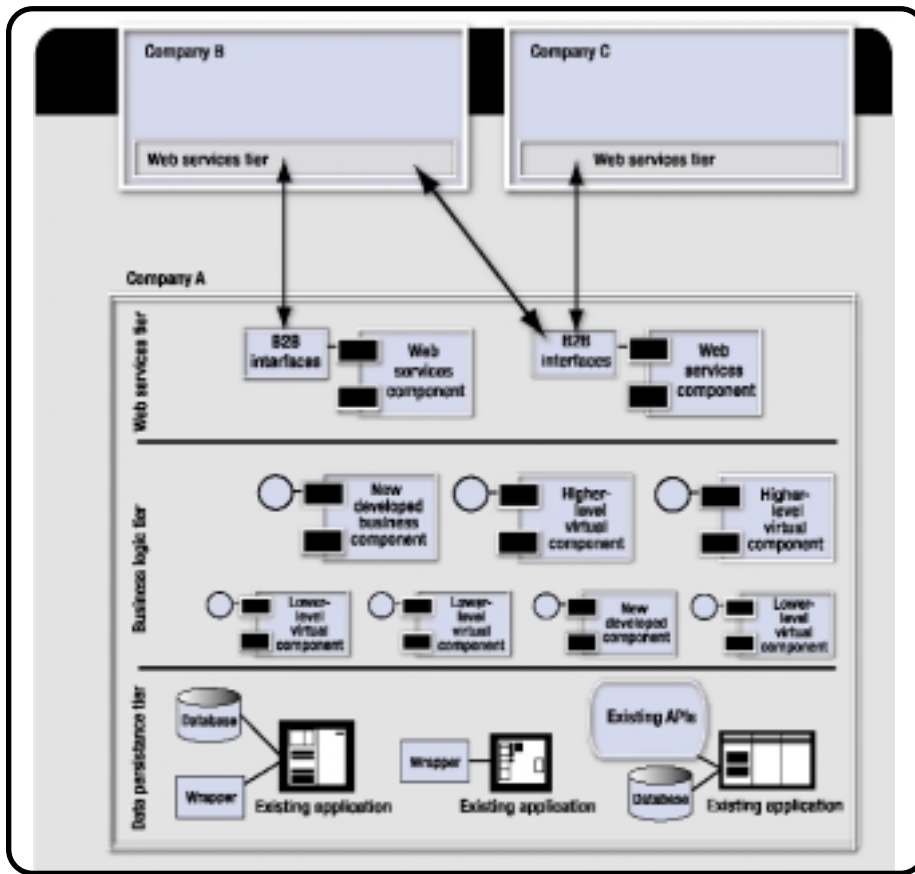 Company B
Company C
Web services tier
Web services tier
Company A
Web services tier
B2B
interfaces
Web
services
component
B2B
interfaces
Web
services
component
Business logic tier
New
developed
business
component
Higher-
level
virtual
component
Higher-
level
virtual
component
Lower-
level
virtual
component
Lower-
level
virtual
component
New
developed
component
Lower-
level
virtual
component
Data persistance tier
Database
Wrapper
Existing application
Wrapper
Existing application
Existing APIs
Database
Existing application